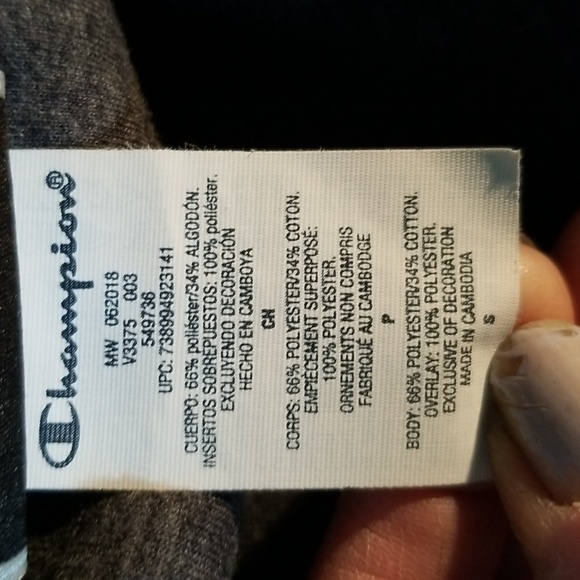 Champion®
MW 062018
V3375 003
549736
UPC: 738994923141
CUERPO: 66% poliéster/34% ALGODÓN.
INSERTOS SOBREPUESTOS: 100% poliéster.
EXCLUYENDO DECORACIÓN
HECHO EN CAMBOYA
CH
CORPS: 66% POLYESTER/34% COTON.
EMPIECEMENT SUPERPOSÉ:
100% POLYESTER.
ORNEMENTS NON COMPRIS
FABRIQUÉ AU CAMBODGE
P
BODY: 66% POLYESTER/34% COTTON.
OVERLAY: 100% POLYESTER.
EXCLUSIVE OF DECORATION
MADE IN CAMBODIA
S